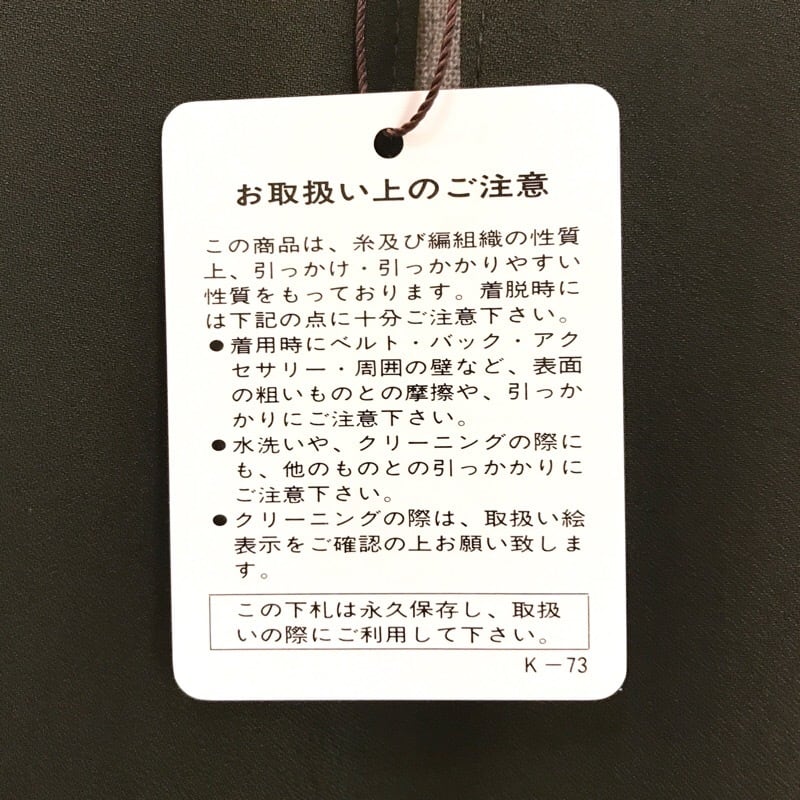 お取扱い上のご注意
この商品は、糸及び編組織の性質
上、引っかけ・引っかかりやすい
性質をもっております。着脱時に
は下記の点に十分ご注意下さい。
●着用時にベルト・バック・アク
セサリー・周囲の壁など、表面
の粗いものとの摩擦や、引っか
かりにご注意下さい。
●水洗いや、クリーニングの際に
も、他のものとの引っかかりに
ご注意下さい。
●クリーニングの際は、取扱い絵
表示をご確認の上お願い致しま
す。
この下札は永久保存し、取扱
いの際にご利用して下さい。
K－73